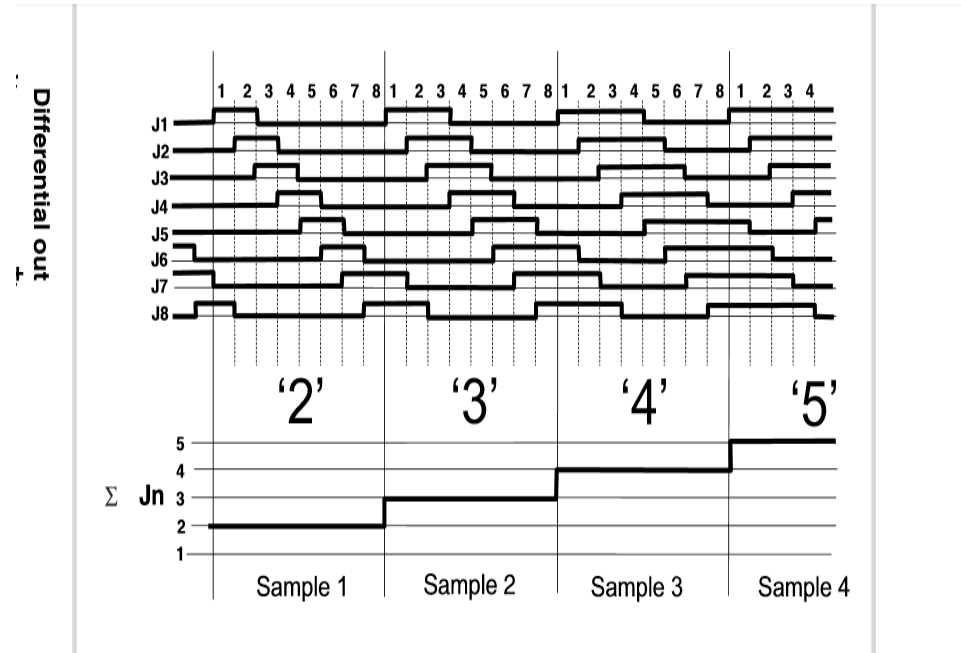 Differential out
1 2 3 4 5 6 7 8 1 2 3 4 5 6 7 8 1 2 3 4 5 6 7 8 1 2 3 4
J1
J2
J3
J4
J5
J6
J7
J8
‘2’ ‘3’ ‘4’ ‘5’
5
4
Σ Jn 3
2
1
Sample 1 Sample 2 Sample 3 Sample 4